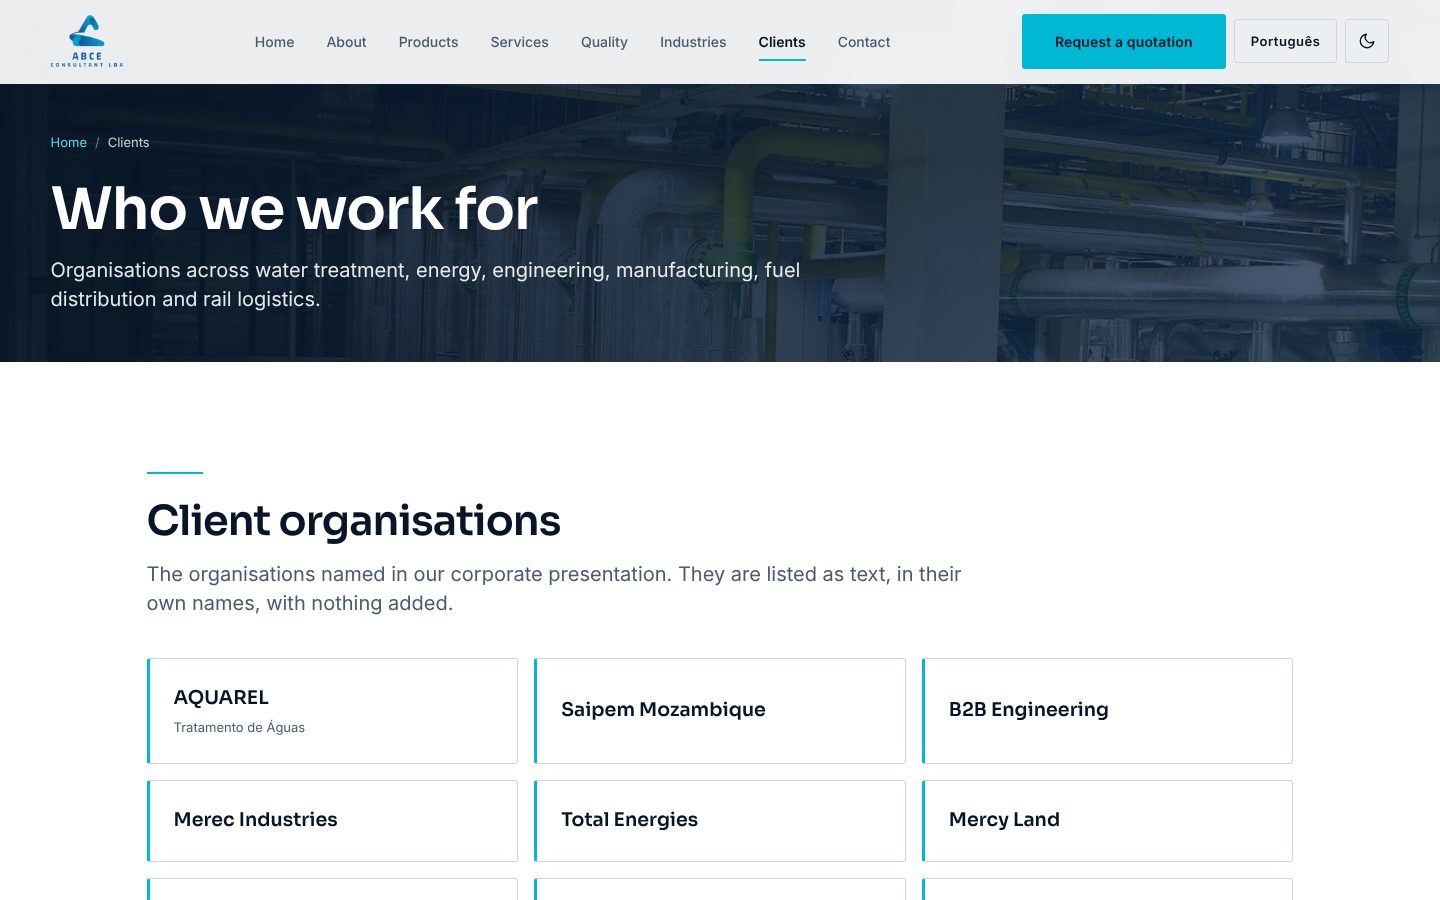 ABCE
CONSULTANT LDA
Home
About
Products
Services
Quality
Industries
Clients
Contact
Request a quotation
Português
Home / Clients
Who we work for
Organisations across water treatment, energy, engineering, manufacturing, fuel
distribution and rail logistics.
Client organisations
The organisations named in our corporate presentation. They are listed as text, in their
own names, with nothing added.
AQUAREL
Tratamento de Águas
Saipem Mozambique
B2B Engineering
Merec Industries
Total Energies
Mercy Land